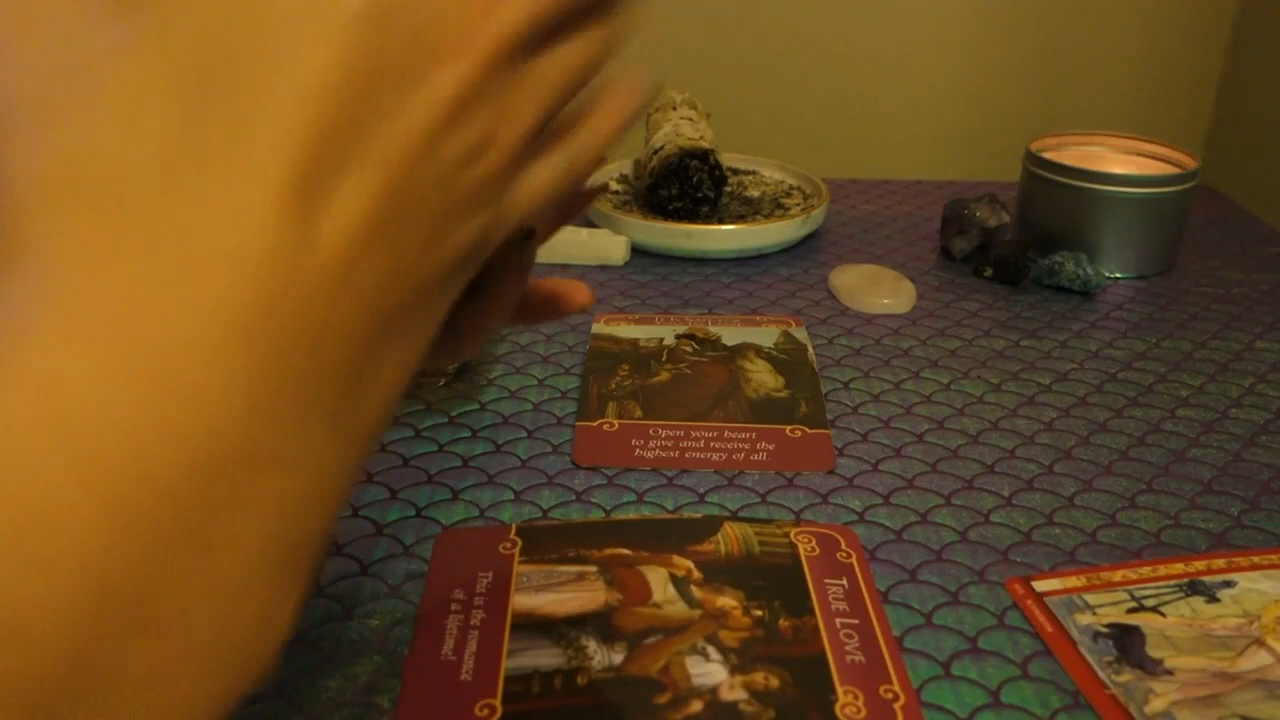 Open your heart
to give and receive the
highest energy of all.
TRUE LOVE
This is the romance
of a lifetime!